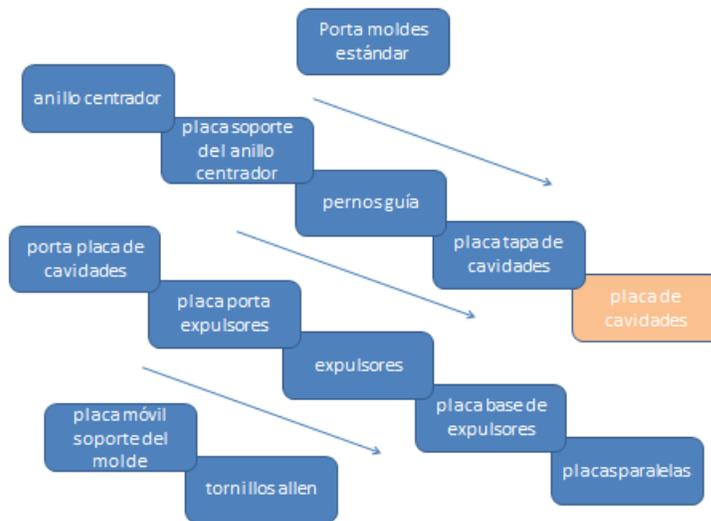 Porta moldes
estándar
anillo centrador
placa soporte
del anillo
centrador
pernos guía
placa tapa de
cavidades
placa de
cavidades
porta placa de
cavidades
placa porta
expulsores
expulsores
placa base de
expulsores
placas paralelas
placa móvil
soporte del
molde
tornillos allen